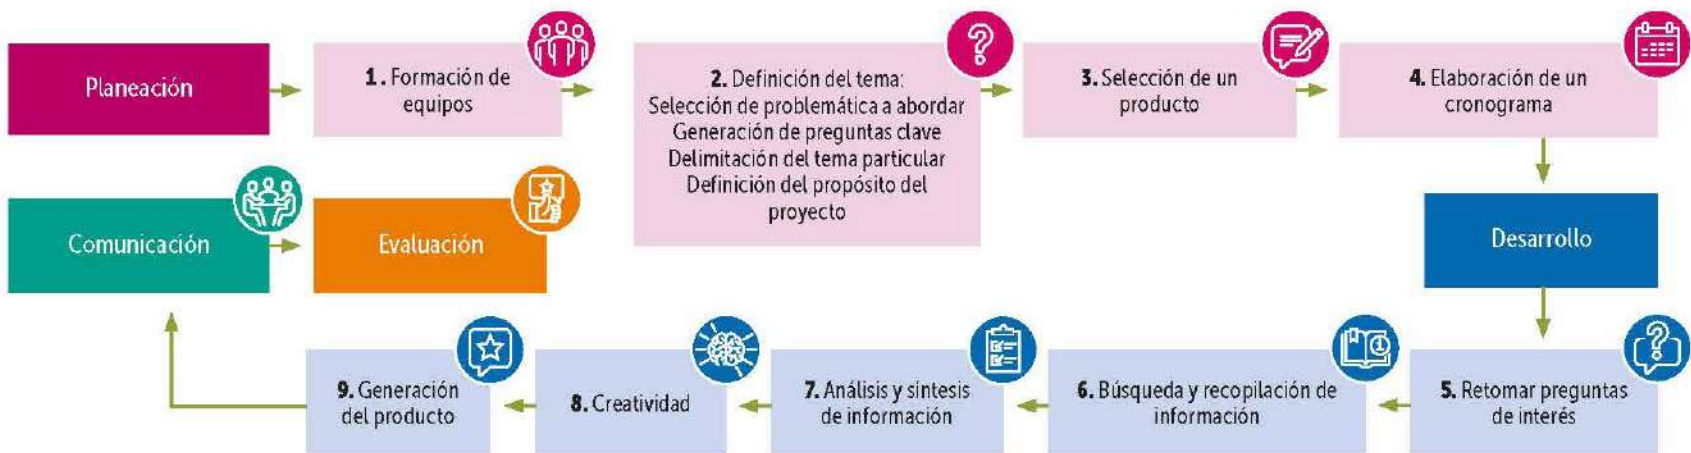 Planeación
1. Formación de
equipos
2. Definición del tema:
Selección de problemática a abordar
Generación de preguntas clave
Delimitación del tema particular
Definición del propósito del
proyecto
3. Selección de un
producto
4. Elaboración de un
cronograma
Desarrollo
5. Retomar preguntas
de interés
6. Búsqueda y recopilación de
información
7. Análisis y síntesis
de información
8. Creatividad
9. Generación
del producto
Comunicación
Evaluación